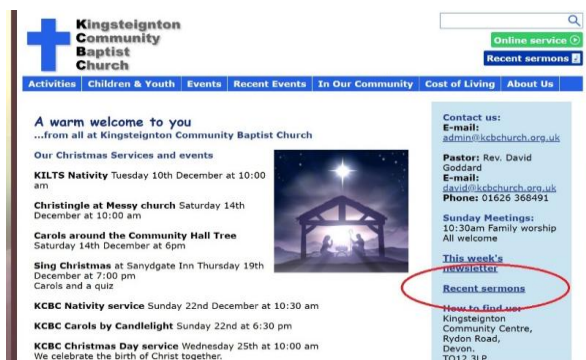 Kingsteignton
Community
Baptist
Church
Online service
Recent sermons
Activities
Children & Youth
Events
Recent Events
In Our Community
Cost of Living
About Us
A warm welcome to you
...from all at Kingsteignton Community Baptist Church
Our Christmas Services and events
KILTS Nativity Tuesday 10th December at 10:00
am
Christingle at Messy church Saturday 14th
December at 10:00 am
Carols around the Community Hall Tree
Saturday 14th December at 6pm
Sing Christmas at Sanydgate Inn Thursday 19th
December at 7:00 pm
Carols and a quiz
KCBC Nativity service Sunday 22nd December at 10:30 am
KCBC Carols by Candlelight Sunday 22nd at 6:30 pm
KCBC Christmas Day service Wednesday 25th at 10:00 am
We celebrate the birth of Christ together.
Contact us:
E-mail:
admin@kcbchurch.org.uk
Pastor: Rev. David
Goddard
E-mail:
david@kcbchurch.org.uk
Phone: 01626 368491
Sunday Meetings:
10:30am Family worship
All welcome
This week's
newsletter
Recent sermons
How to find us:
Kingsteignton
Community Centre,
Rydon Road,
Devon.
TQ12 3LP